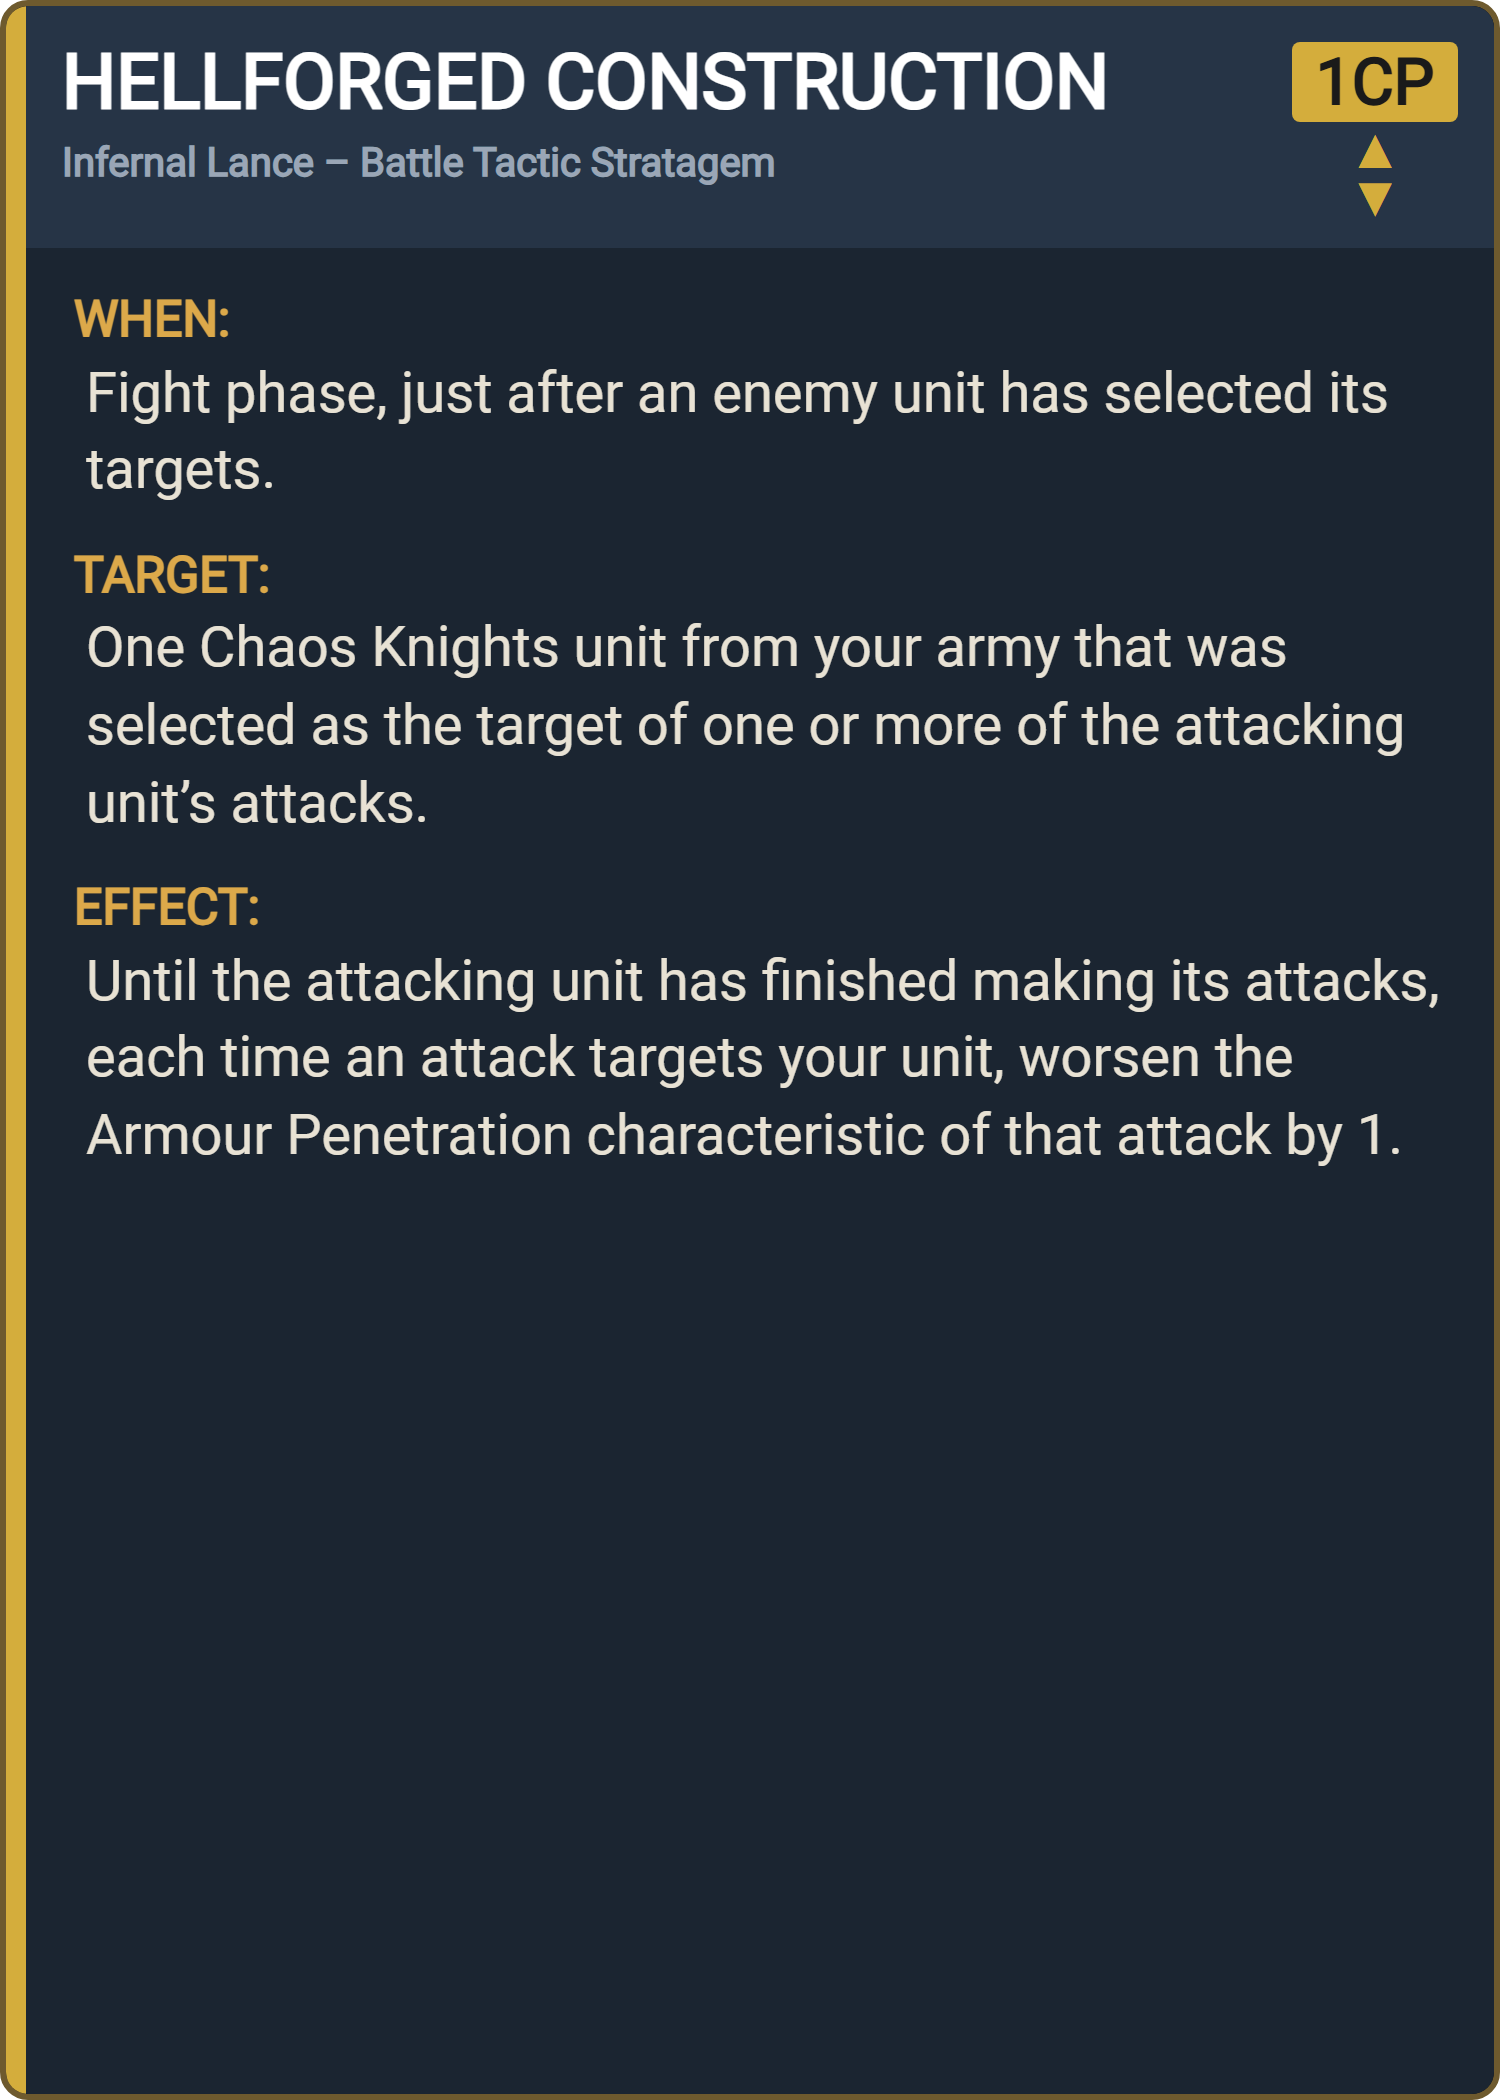 HELLFORGED CONSTRUCTION
1CP
Infernal Lance – Battle Tactic Stratagem
▲
▼
WHEN:
Fight phase, just after an enemy unit has selected its
targets.
TARGET:
One Chaos Knights unit from your army that was
selected as the target of one or more of the attacking
unit’s attacks.
EFFECT:
Until the attacking unit has finished making its attacks,
each time an attack targets your unit, worsen the
Armour Penetration characteristic of that attack by 1.